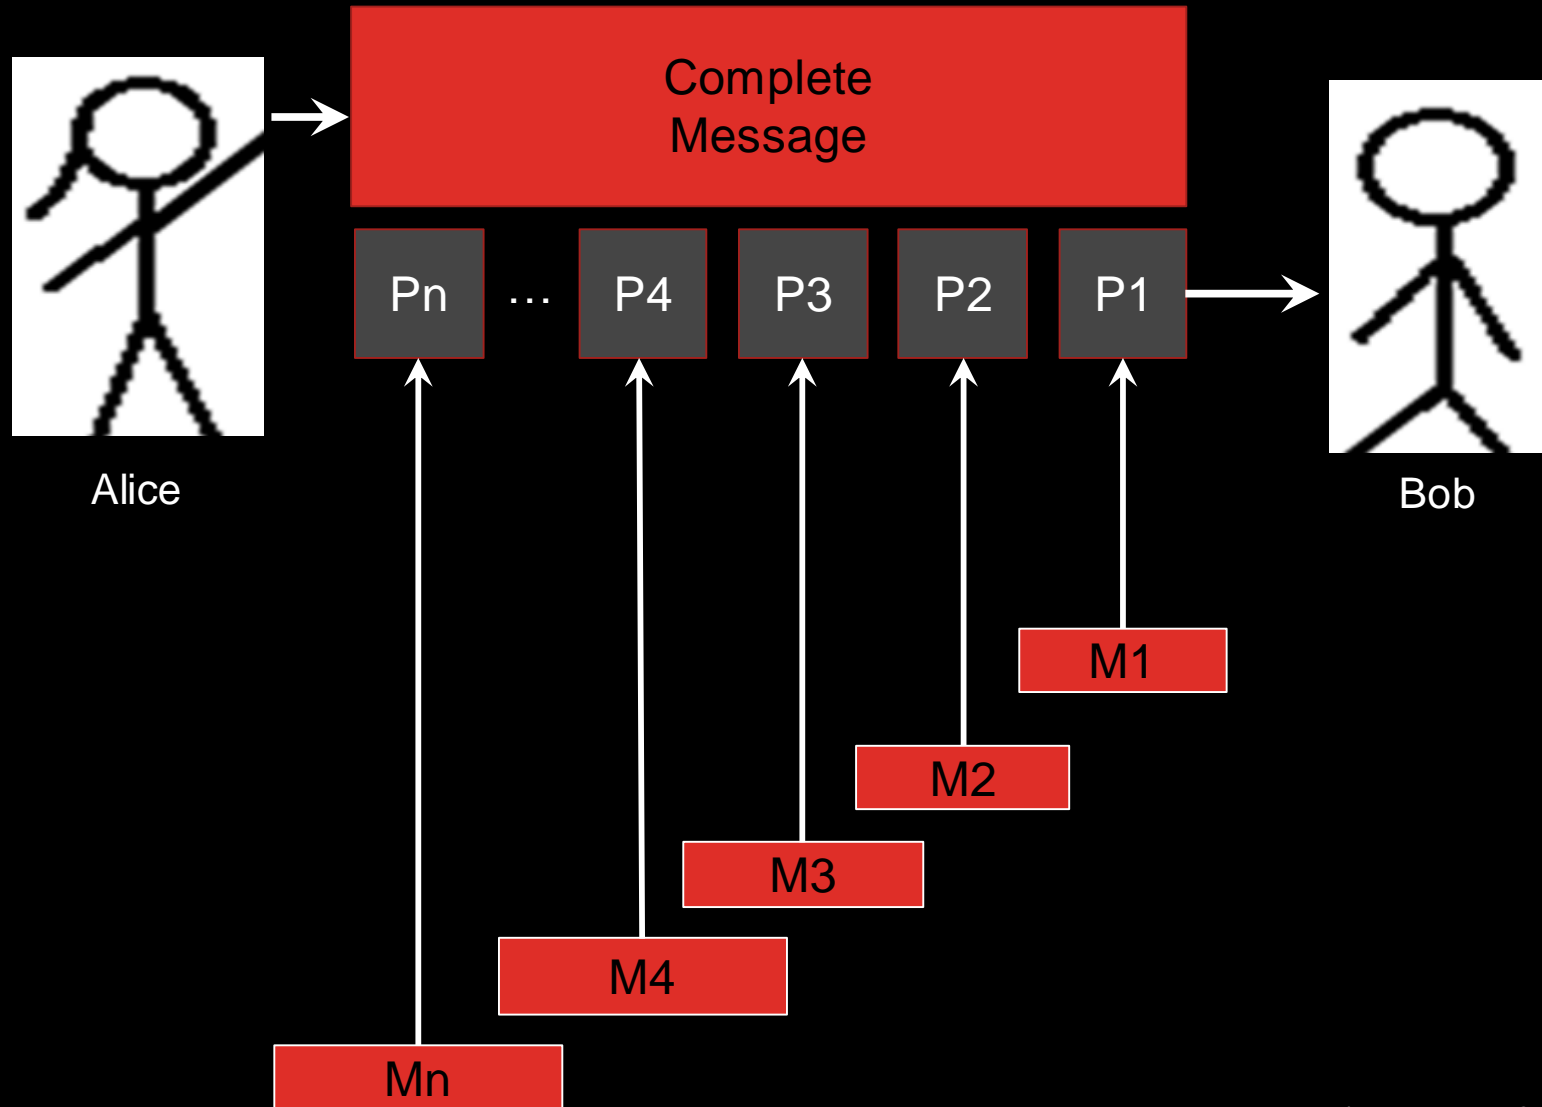 Complete
Message
Pn ... P4 P3 P2 P1
Alice
Bob
M1
M2
M3
M4
Mn